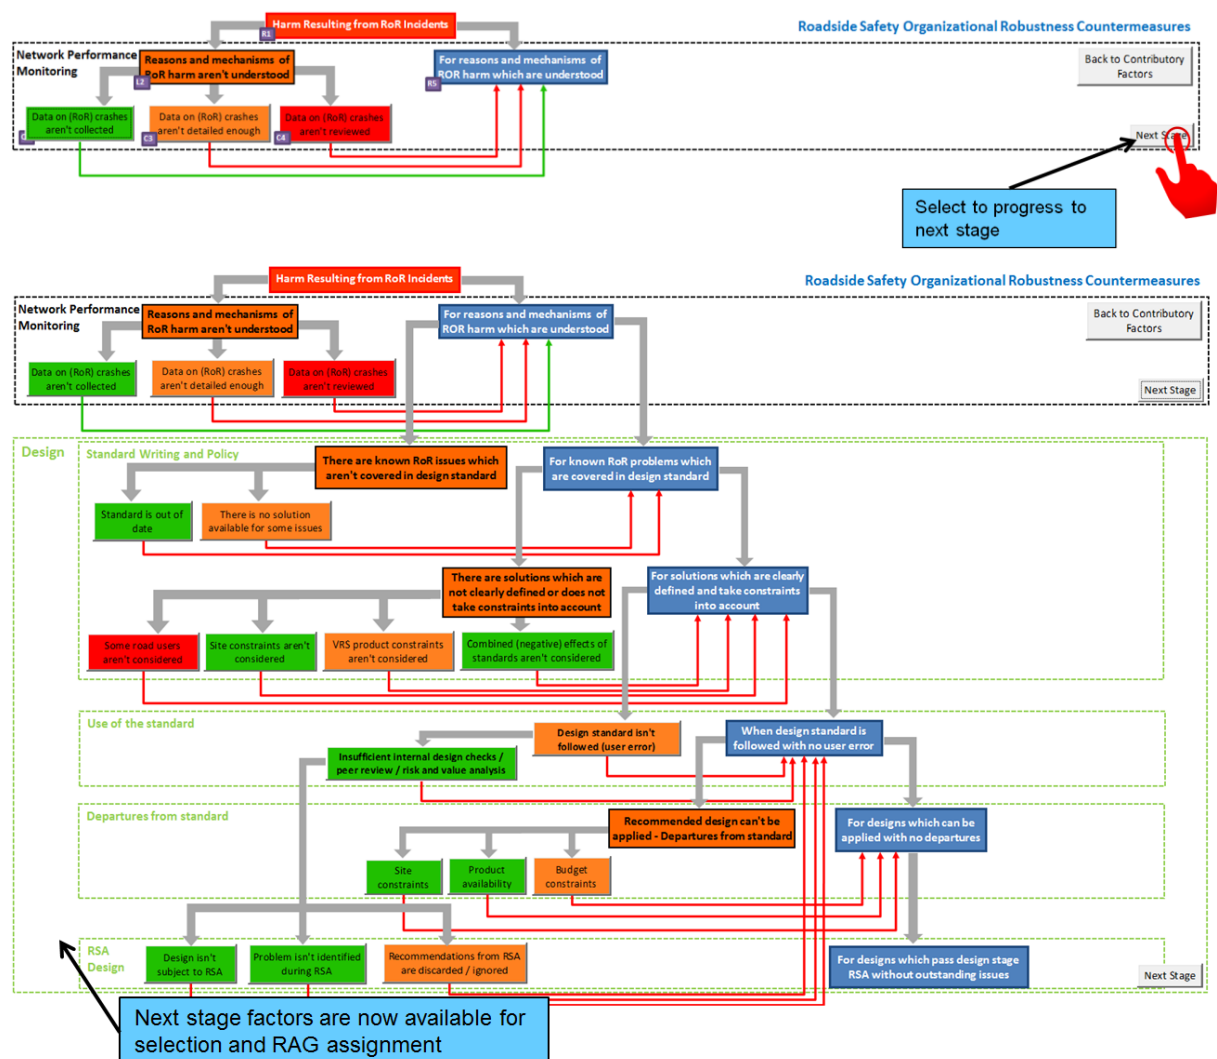 Harm Resulting from RoR Incidents
R1
Roadside Safety Organizational Robustness Countermeasures
Network Performance
Monitoring
Reasons and mechanisms of
RoR harm aren't understood
L2
For reasons and mechanisms of
ROR harm which are understood
R5
Back to Contributory
Factors
Data on (RoR) crashes
aren't collected
Data on (RoR) crashes
aren't detailed enough
C3
Data on (RoR) crashes
aren't reviewed
C4
Next Stage
Select to progress to
next stage
Harm Resulting from RoR Incidents
Roadside Safety Organizational Robustness Countermeasures
Network Performance
Monitoring
Reasons and mechanisms of
RoR harm aren't understood
For reasons and mechanisms of
ROR harm which are understood
Back to Contributory
Factors
Data on (RoR) crashes
aren't collected
Data on (RoR) crashes
aren't detailed enough
Data on (RoR) crashes
aren't reviewed
Next Stage
Design
Standard Writing and Policy
There are known RoR issues which
aren't covered in design standard
For known RoR problems which
are covered in design standard
Standard is out of
date
There is no solution
available for some issues
There are solutions which are
not clearly defined or does not
take constraints into account
For solutions which are clearly
defined and take constraints
into account
Some road users
aren't considered
Site constraints aren't
considered
VRS product constraints
aren't considered
Combined (negative) effects of
standards aren't considered
Use of the standard
Design standard isn't
followed (user error)
When design standard is
followed with no user error
Insufficient internal design checks /
peer review / risk and value analysis
Departures from standard
Recommended design can't be
applied - Departures from standard
For designs which can be
applied with no departures
Site
constraints
Product
availability
Budget
constraints
RSA
Design
Design isn't
subject to RSA
Problem isn't identified
during RSA
Recommendations from RSA
are discarded / ignored
For designs which pass design stage
RSA without outstanding issues
Next Stage
Next stage factors are now available for
selection and RAG assignment